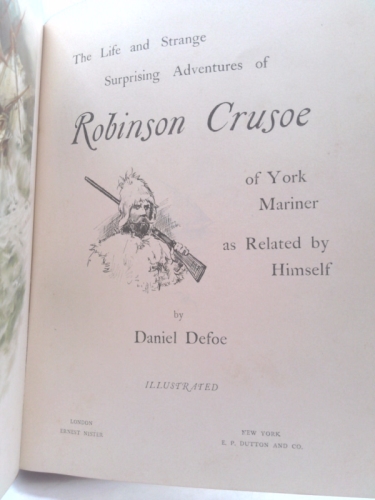 The Life and Strange
Surprising Adventures of
Robinson Crusoe
of York
Mariner
as Related by
Himself
by
Daniel Defoe
ILLUSTRATED
LONDON
ERNEST NISTER
NEW YORK
E. P. DUTTON AND CO.